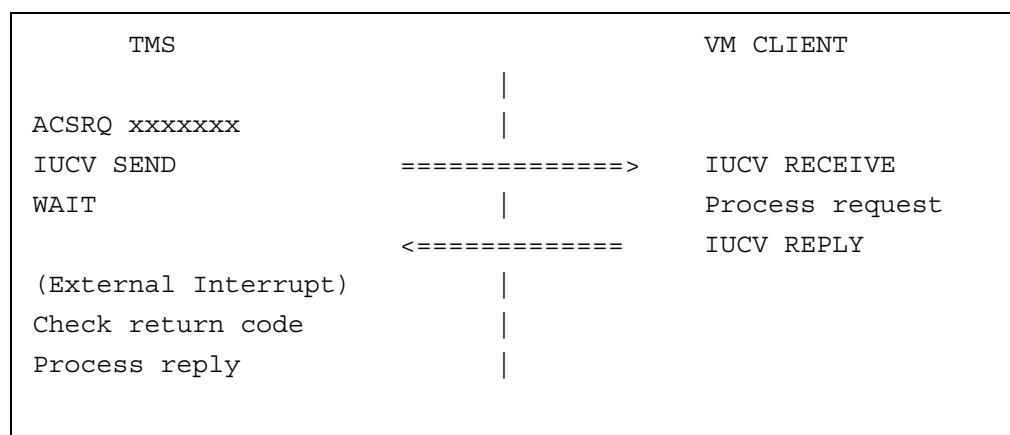 TMS VM CLIENT
|
ACSRQ xxxxxxx |
IUCV SEND ==============> IUCV RECEIVE
WAIT | Process request
<============= IUCV REPLY
(External Interrupt) |
Check return code |
Process reply |